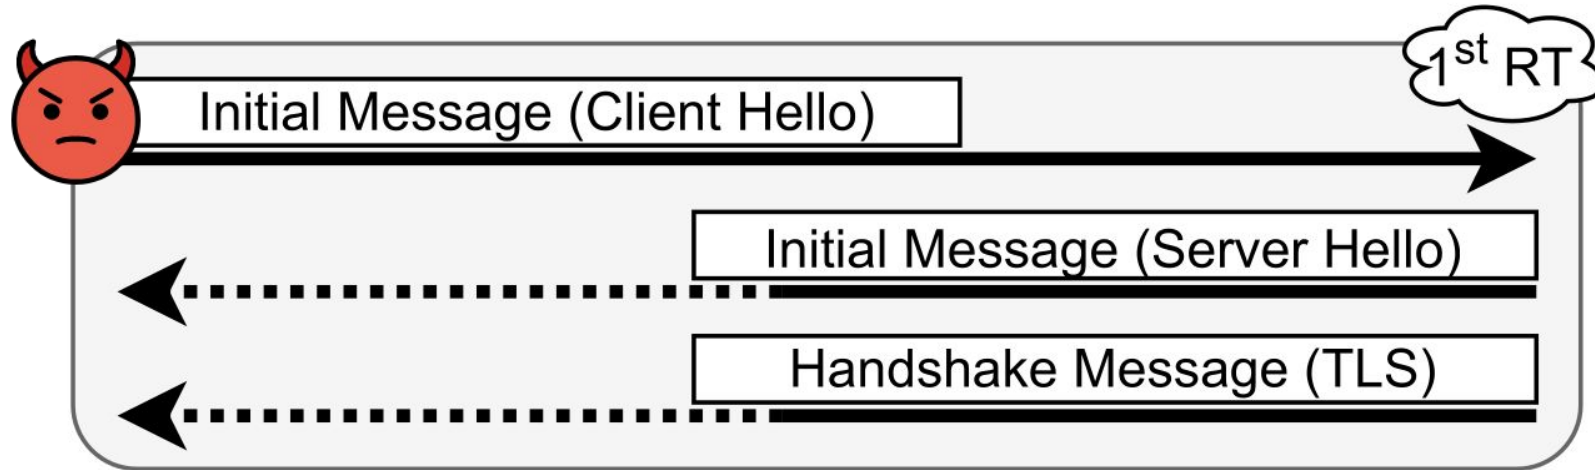 1st RT
Initial Message (Client Hello)
Initial Message (Server Hello)
Handshake Message (TLS)